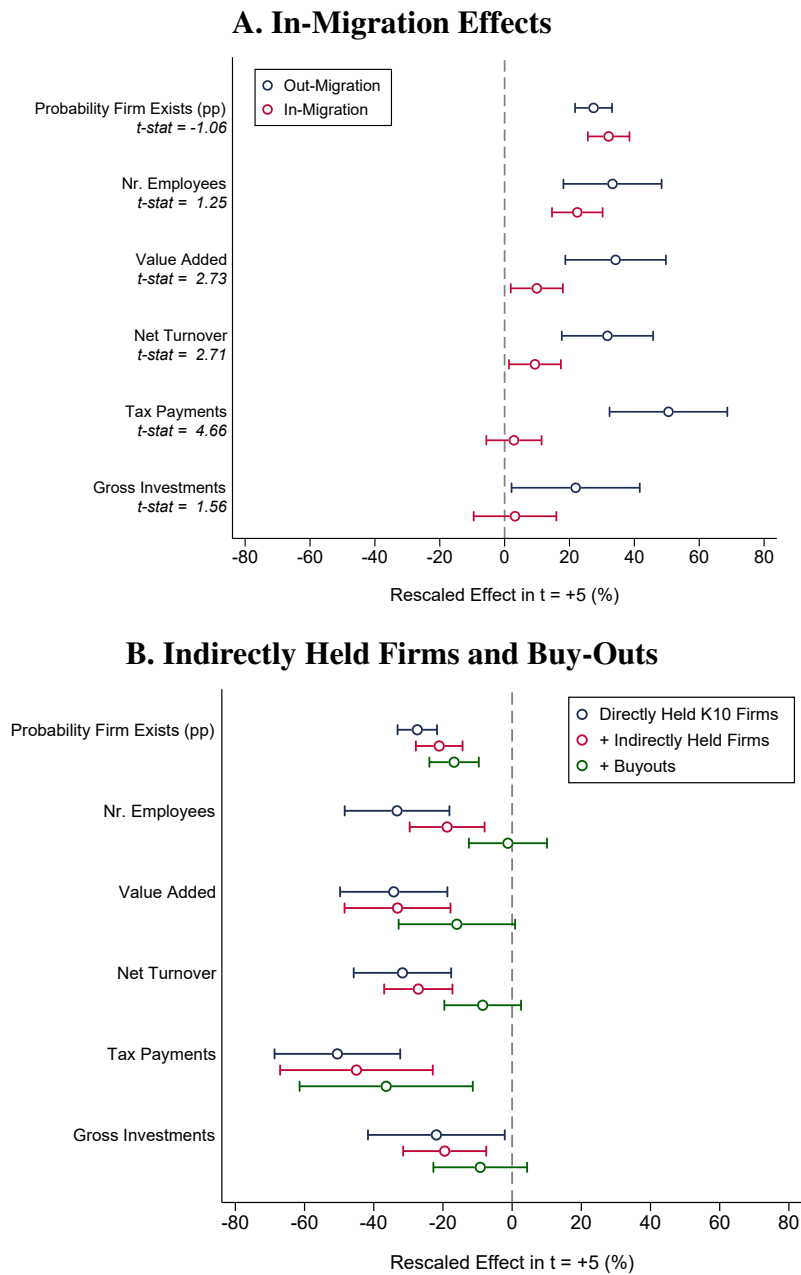 A. In-Migration Effects
Out-Migration
In-Migration
Probability Firm Exists (pp)
t-stat = -1.06
Nr. Employees
t-stat = 1.25
Value Added
t-stat = 2.73
Net Turnover
t-stat = 2.71
Tax Payments
t-stat = 4.66
Gross Investments
t-stat = 1.56
-80 -60 -40 -20 0 20 40 60 80
Rescaled Effect in t = +5 (%)
B. Indirectly Held Firms and Buy-Outs
Directly Held K10 Firms
+ Indirectly Held Firms
+ Buyouts
Probability Firm Exists (pp)
Nr. Employees
Value Added
Net Turnover
Tax Payments
Gross Investments
-80 -60 -40 -20 0 20 40 60 80
Rescaled Effect in t = +5 (%)